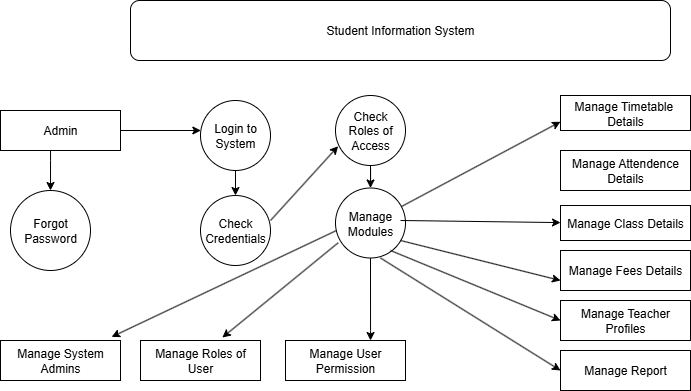 Student Information System
Admin
Login to
System
Check
Roles of
Access
Manage Timetable
Details
Manage Attendence
Details
Forgot
Password
Check
Credentials
Manage
Modules
Manage Class Details
Manage Fees Details
Manage Teacher
Profiles
Manage System
Admins
Manage Roles of
User
Manage User
Permission
Manage Report